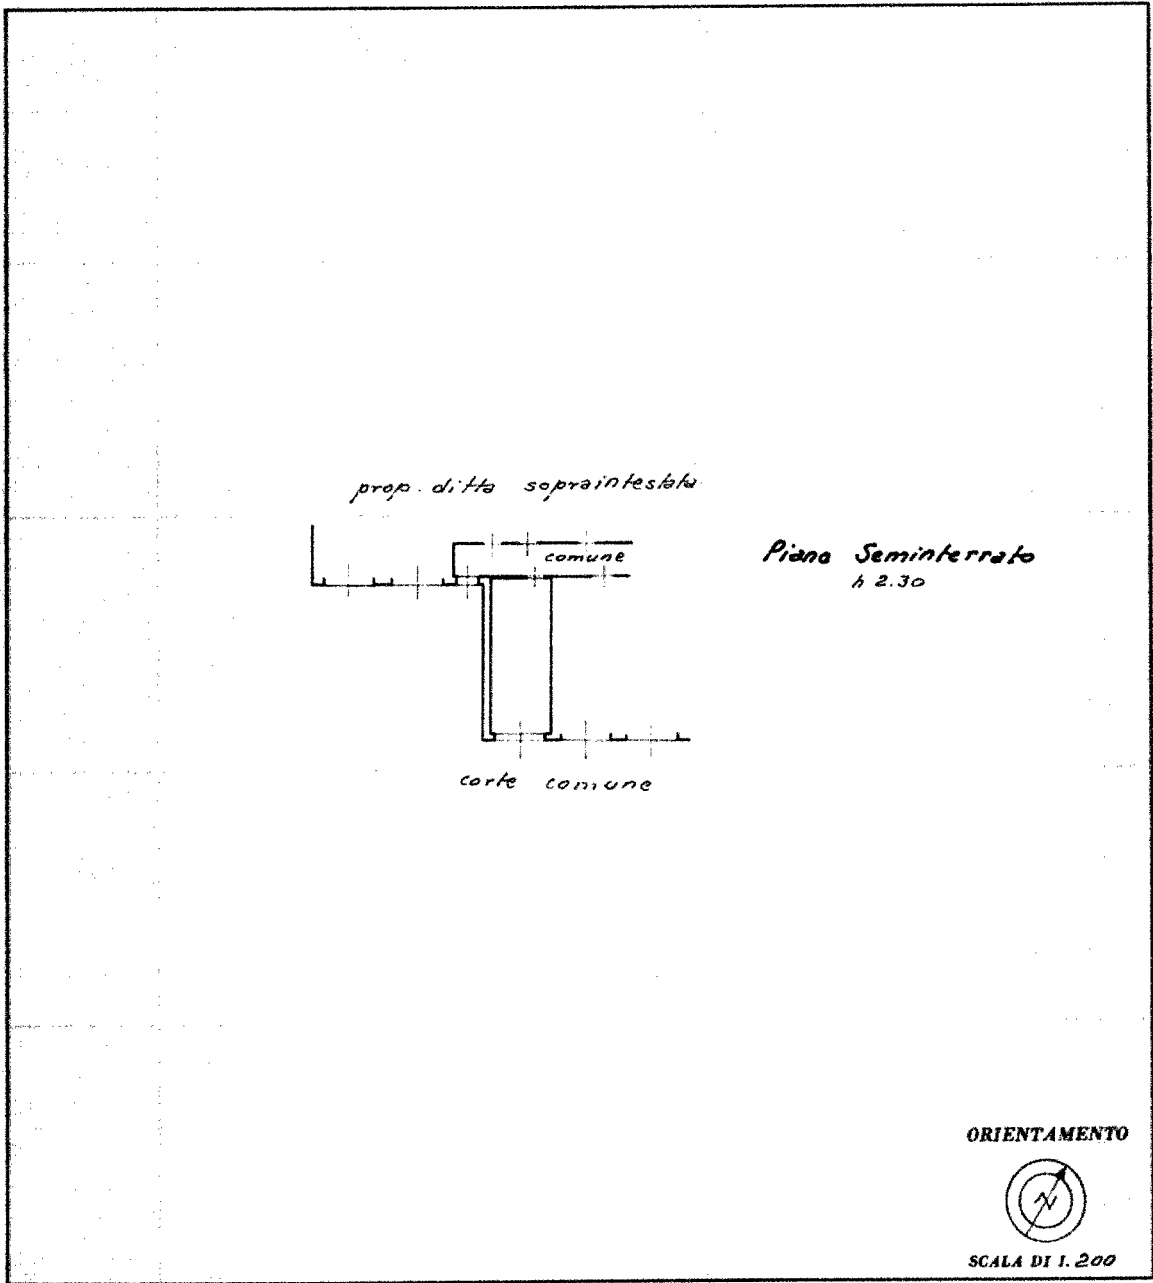 prop. ditta sopraintestata
comune
Piano Seminterrato
h 2.30
corte comune
ORIENTAMENTO
N
SCALA DI 1. 200